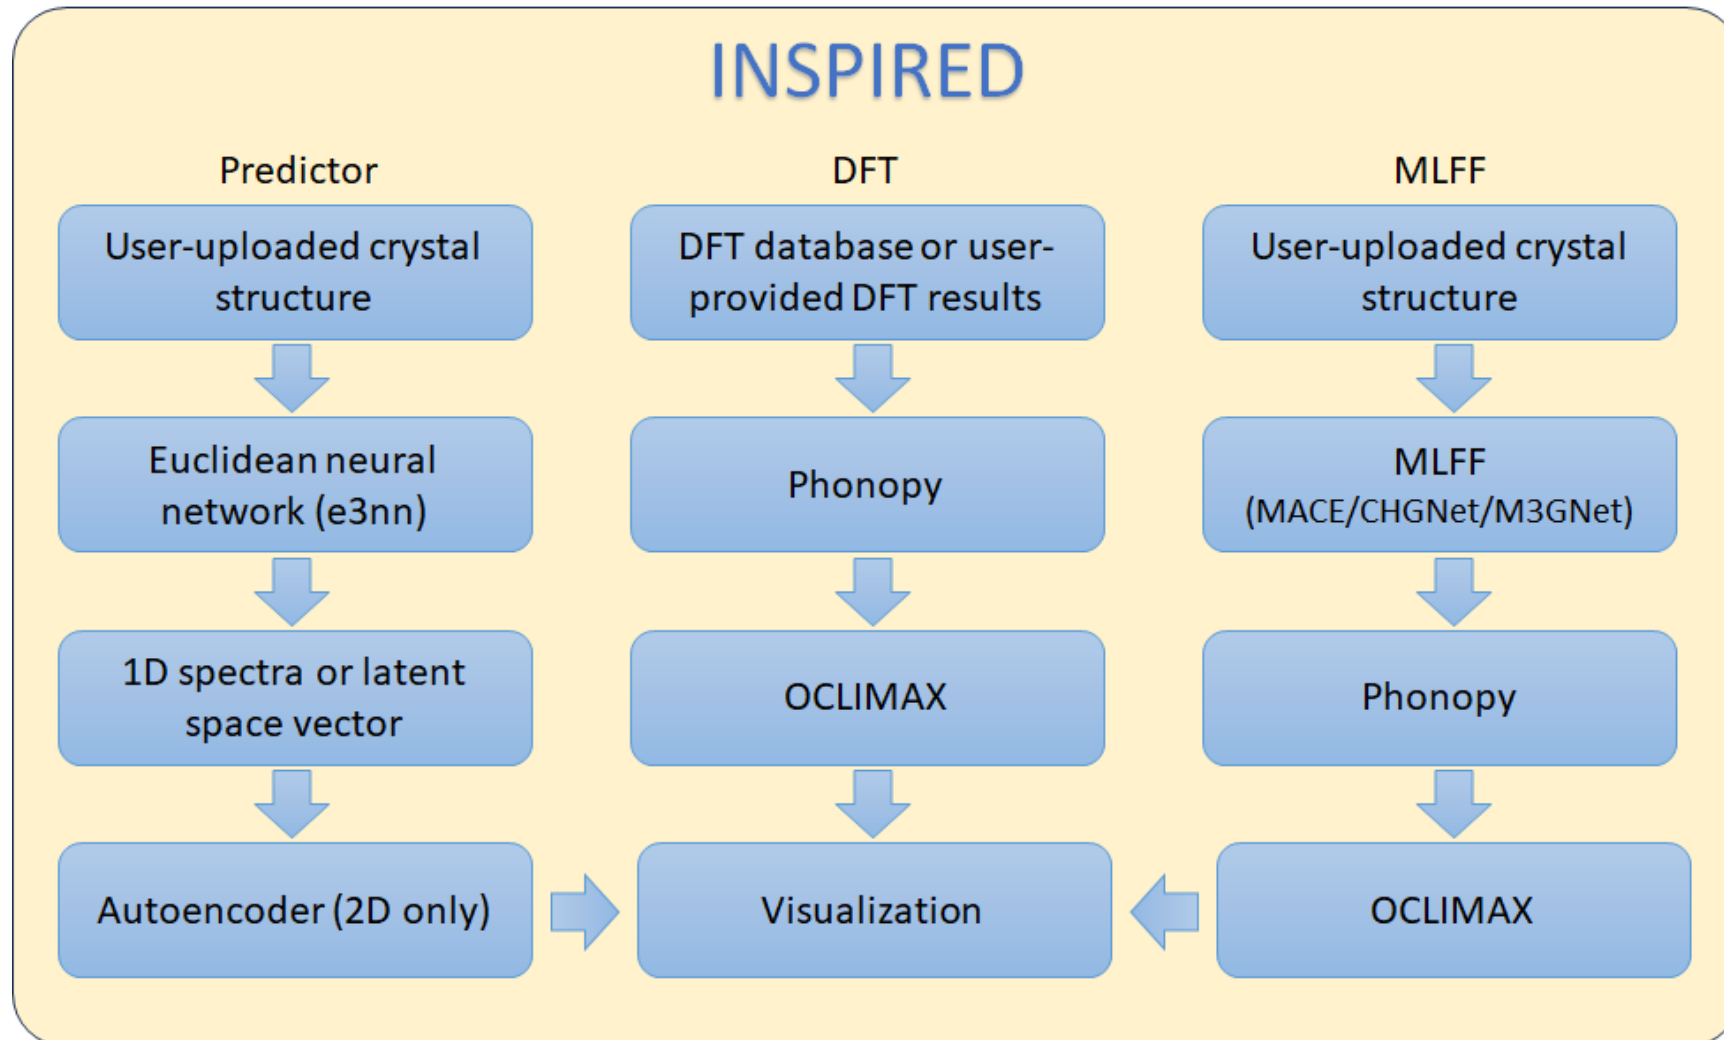 INSPIRED
Predictor
User-uploaded crystal
structure
Euclidean neural
network (e3nn)
1D spectra or latent
space vector
Autoencoder (2D only)
DFT
DFT database or user-
provided DFT results
Phonopy
OCLIMAX
Visualization
MLFF
User-uploaded crystal
structure
MLFF
(MACE/CHGNet/M3GNet)
Phonopy
OCLIMAX